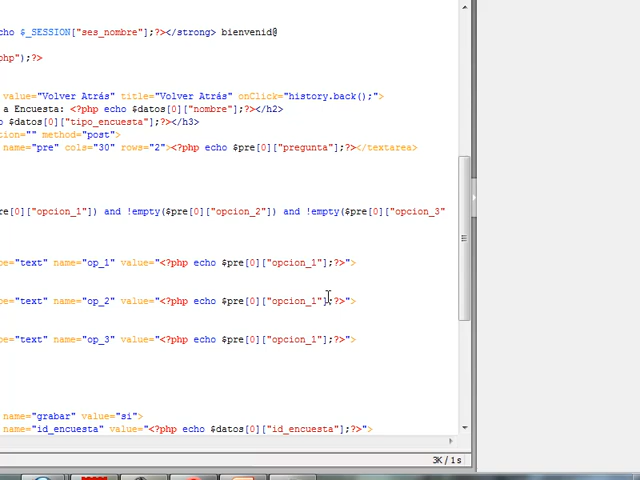 cho $_SESSION["ses_nombre"];?></strong> bienvenid@
php");?>
value="Volver Atrás" title="Volver Atrás" onClick="history.back();">
a Encuesta: <?php echo $datos[0]["nombre"];?></h2>
o $datos[0]["tipo_encuesta"];?></h3>
tion="" method="post">
name="pre" cols="30" rows="2"><?php echo $pre[0]["pregunta"];?></textarea>
re[0]["opcion_1"]) and !empty($pre[0]["opcion_2"]) and !empty($pre[0]["opcion_3"
pe="text" name="op_1" value="<?php echo $pre[0]["opcion_1"];?>">
pe="text" name="op_2" value="<?php echo $pre[0]["opcion_1"];?>">
pe="text" name="op_3" value="<?php echo $pre[0]["opcion_1"];?>">
name="grabar" value="si">
name="id_encuesta" value="<?php echo $datos[0]["id_encuesta"];?>">
3K / 1s